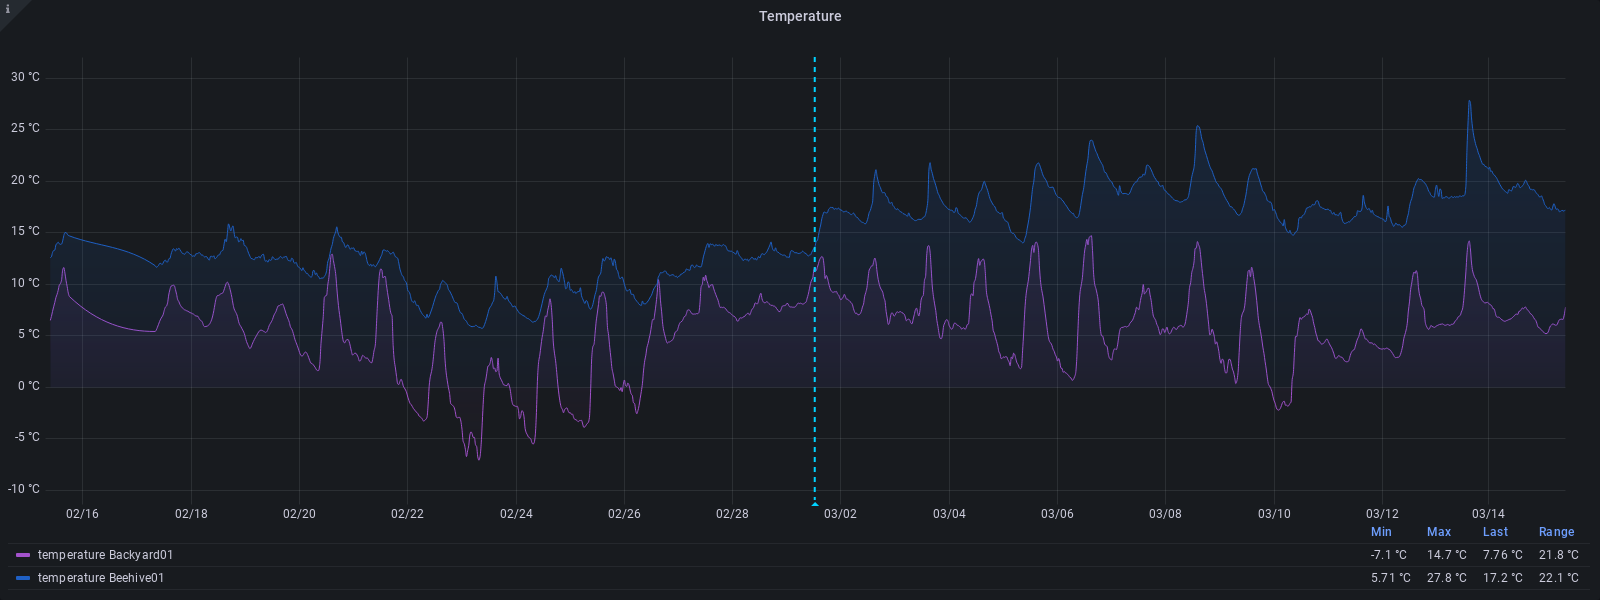 i
Temperature
30 °C
25 °C
20 °C
15 °C
10 °C
5 °C
0 °C
-5 °C
-10 °C
02/16 02/18 02/20 02/22 02/24 02/26 02/28 03/02 03/04 03/06 03/08 03/10 03/12 03/14
Min Max Last Range
temperature Backyard01 -7.1 °C 14.7 °C 7.76 °C 21.8 °C
temperature Beehive01 5.71 °C 27.8 °C 17.2 °C 22.1 °C